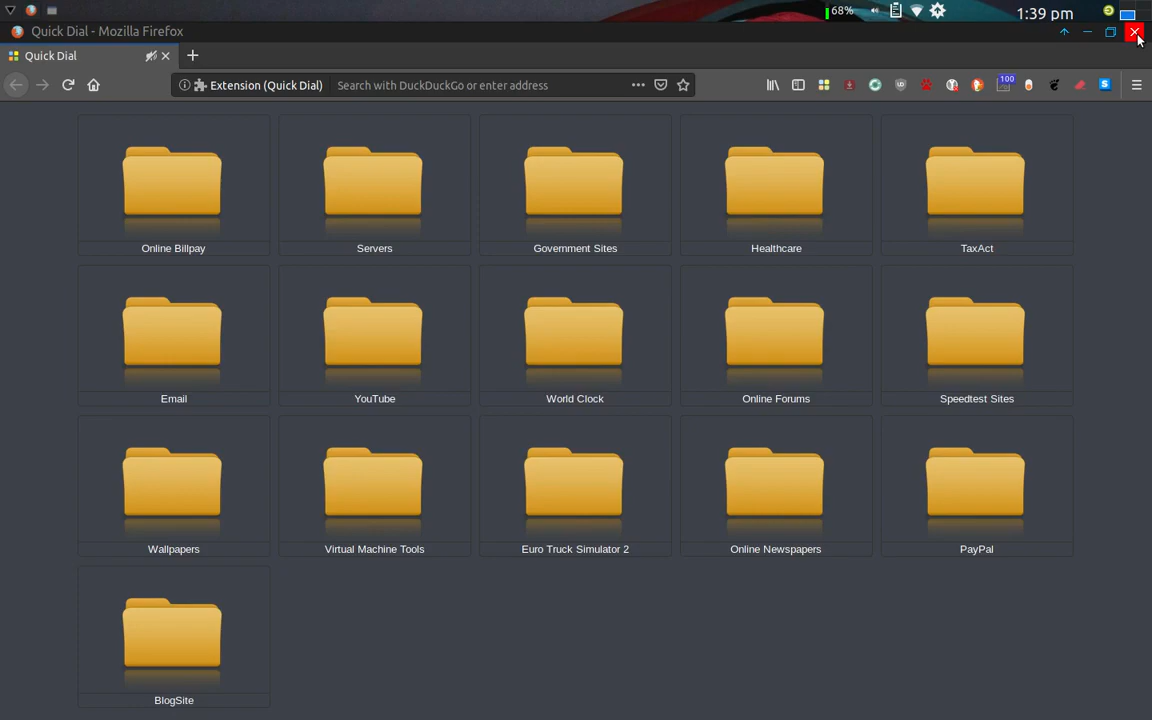 68%
1:39 pm
Quick Dial - Mozilla Firefox
Quick Dial
Extension (Quick Dial)
Search with DuckDuckGo or enter address
100
Online Billpay
Servers
Government Sites
Healthcare
TaxAct
Email
YouTube
World Clock
Online Forums
Speedtest Sites
Wallpapers
Virtual Machine Tools
Euro Truck Simulator 2
Online Newspapers
PayPal
BlogSite